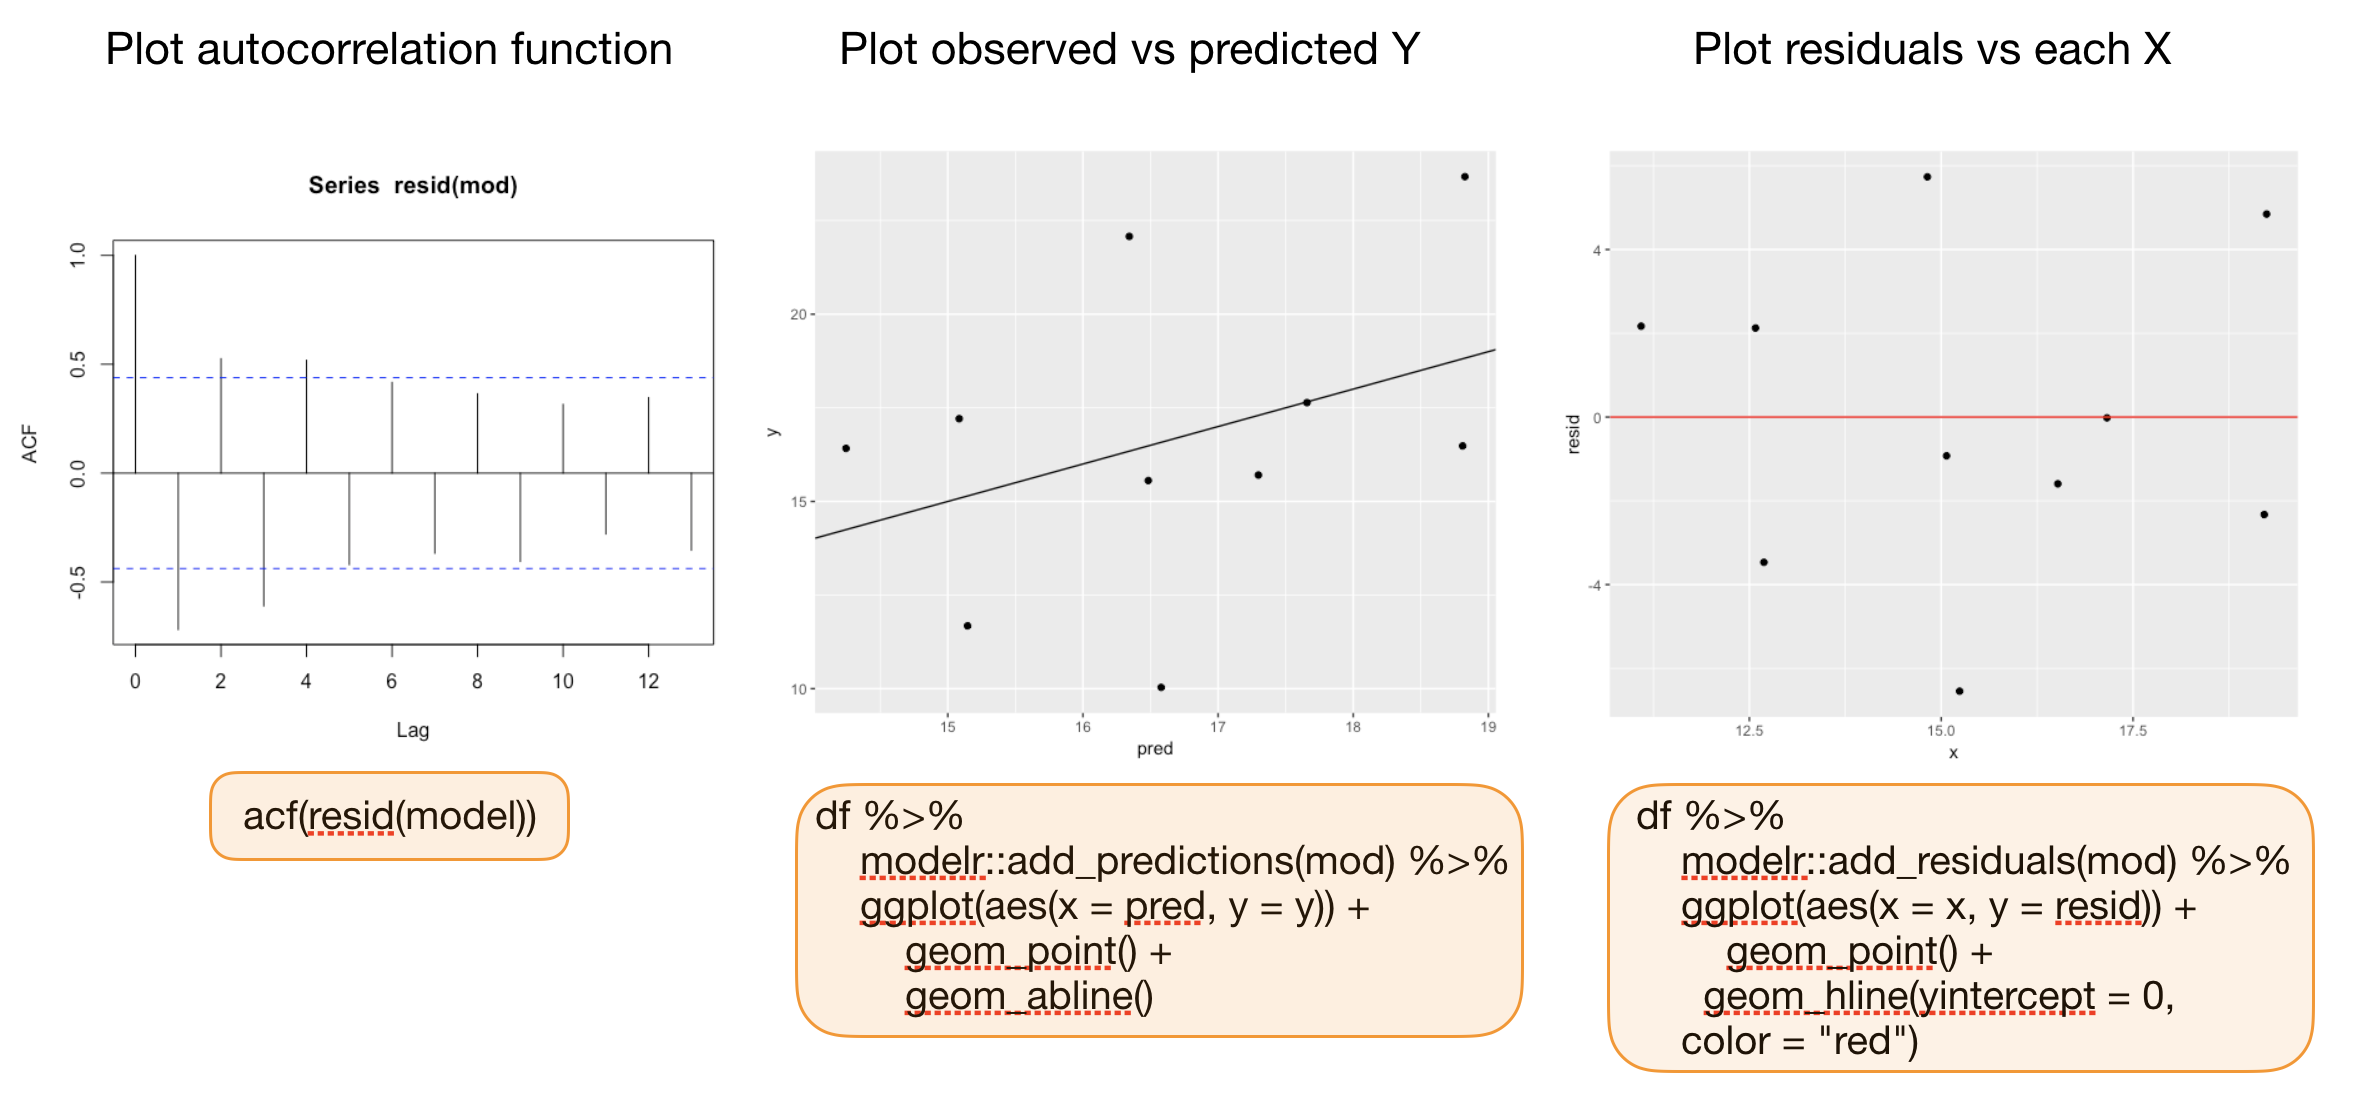 Plot autocorrelation function
Plot observed vs predicted Y
Plot residuals vs each X
Series resid(mod)
ACF
1.0
0.5
0.0
-0.5
0 2 4 6 8 10 12
Lag
y
20
15
10
15 16 17 18 19
pred
resid
4
0
-4
12.5 15.0 17.5
x
acf(resid(model))
df %>%
modelr::add_predictions(mod) %>%
ggplot(aes(x = pred, y = y)) +
geom_point() +
geom_abline()
df %>%
modelr::add_residuals(mod) %>%
ggplot(aes(x = x, y = resid)) +
geom_point() +
geom_hline(yintercept = 0,
color = "red")